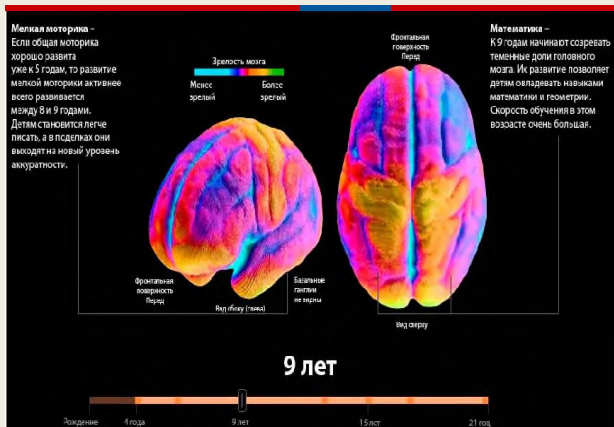 Мелкая моторика –
Если общая моторика
хорошо развита
уже к 5 годам, то развитие
мелкой моторики активнее
всего развивается
между 8 и 9 годами.
Детям становится легче
писать, а в поделках они
выходят на новый уровень
аккуратности.
Зрелость мозга
Менее
зрелый
Более
зрелый
Фронтальная
поверхность
Перед
Математика –
К 9 годам начинают созревать
теменные доли головного
мозга. Их развитие позволяет
детям овладевать навыками
математики и геометрии.
Скорость обучения в этом
возрасте очень большая.
Фронтальная
поверхность
Перед
Вид сбоку (слева)
Базальные
ганглии
не видны
Вид сверху
9 лет
Рождение
4 года
9 лет
15 лет
21 год